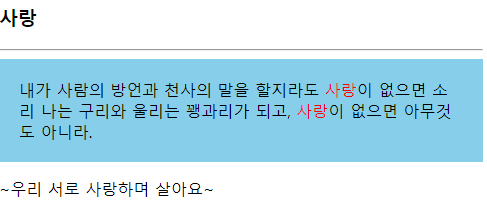 사랑
내가 사람의 방언과 천사의 말을 할지라도 사랑이 없으면 소
리 나는 구리와 울리는 꽹과리가 되고, 사랑이 없으면 아무것
도 아니라.
~우리 서로 사랑하며 살아요~